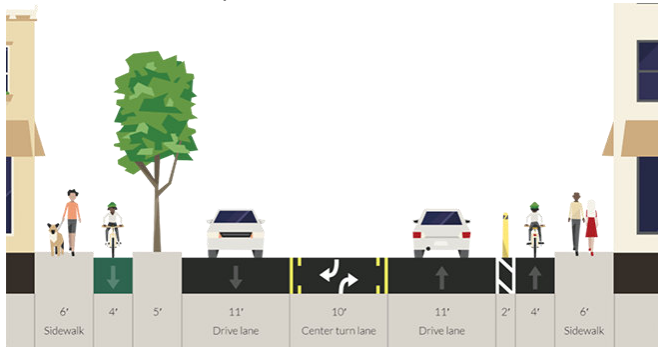 6' 4' 5' 11' 10' 11' 2' 4' 6'
Sidewalk Drive lane Center turn lane Drive lane Sidewalk